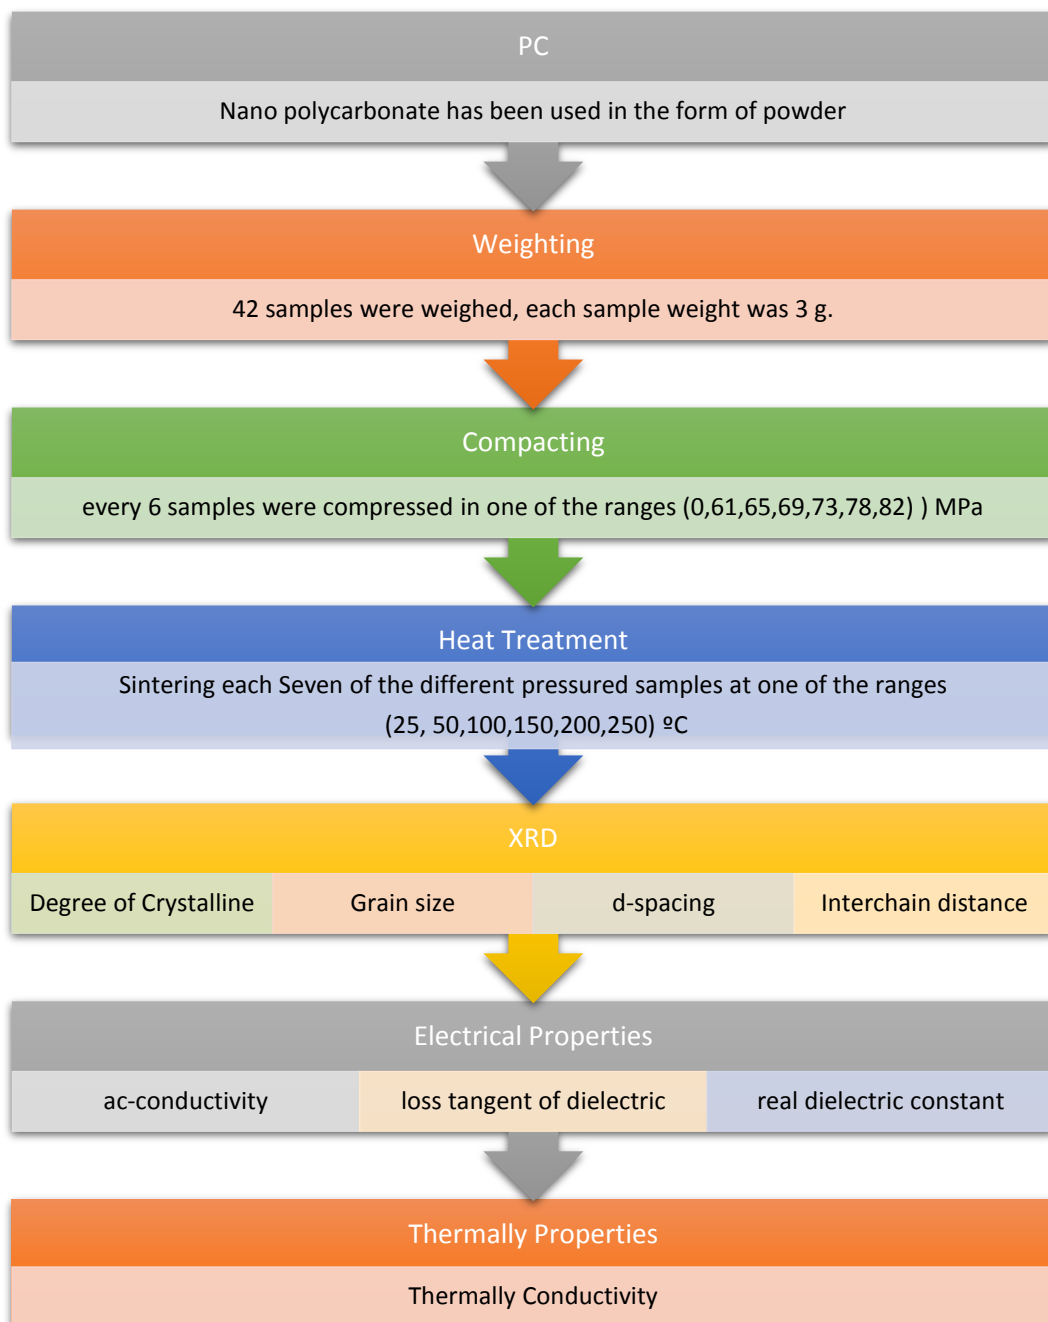 PC
Nano polycarbonate has been used in the form of powder
Weighting
42 samples were weighed, each sample weight was 3 g.
Compacting
every 6 samples were compressed in one of the ranges (0,61,65,69,73,78,82) ) MPa
Heat Treatment
Sintering each Seven of the different pressured samples at one of the ranges
(25, 50,100,150,200,250) ºC
XRD
Degree of Crystalline
Grain size
d-spacing
Interchain distance
Electrical Properties
ac-conductivity
loss tangent of dielectric
real dielectric constant
Thermally Properties
Thermally Conductivity